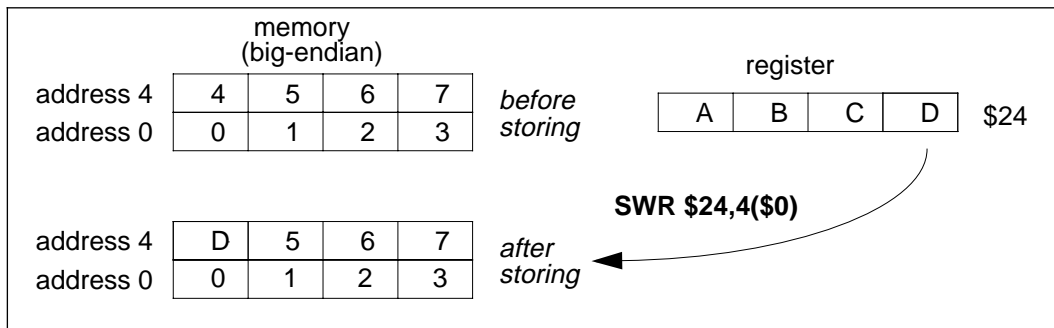 memory
(big-endian)
register
address 4 4 5 6 7 before
address 0 0 1 2 3 storing
A B C D $24
SWR $24,4($0)
address 4 D 5 6 7 after
address 0 0 1 2 3 storing